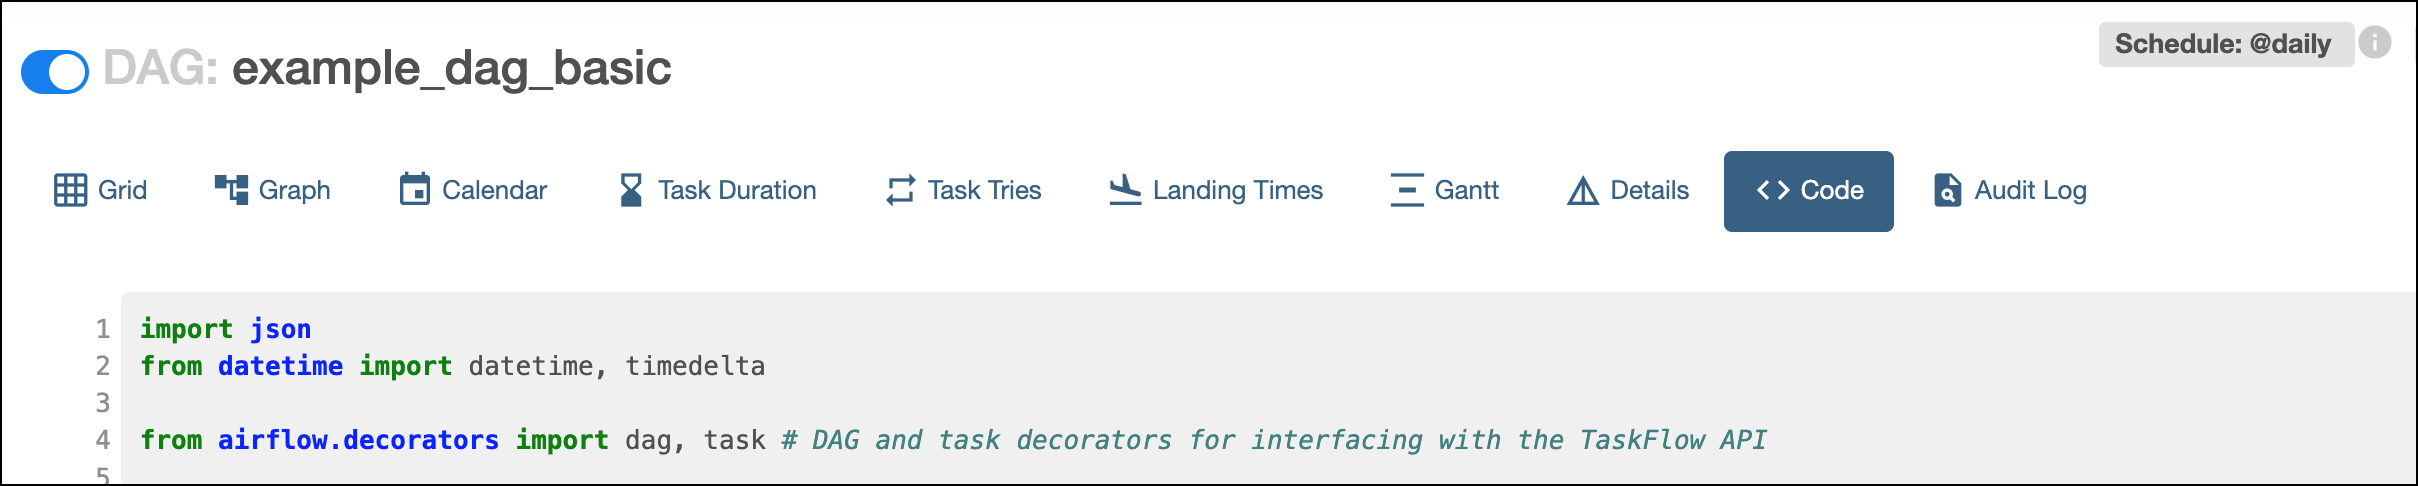 DAG: example_dag_basic
Schedule: @daily
Grid Graph Calendar Task Duration Task Tries Landing Times Gantt Details <> Code Audit Log
1 import json
2 from datetime import datetime, timedelta
3
4 from airflow.decorators import dag, task # DAG and task decorators for interfacing with the TaskFlow API
5